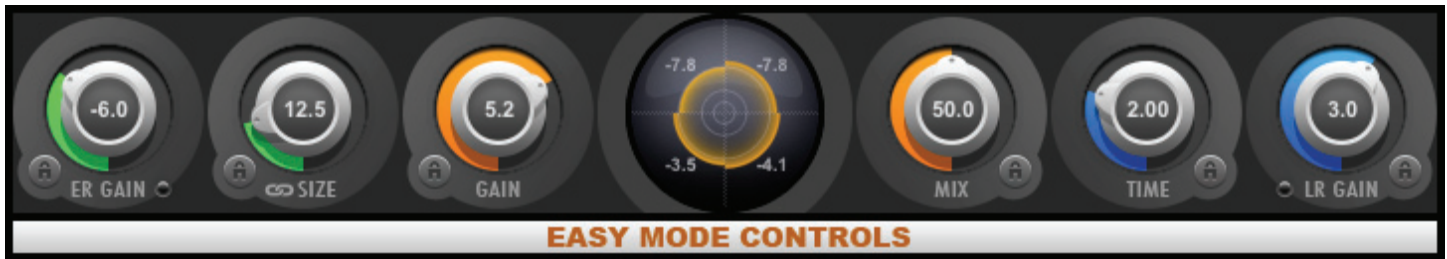 -7.8 -7.8
-6.0 12.5 5.2 50.0 2.00 3.0
-3.5 -4.1
ER GAIN SIZE GAIN MIX TIME LR GAIN
EASY MODE CONTROLS